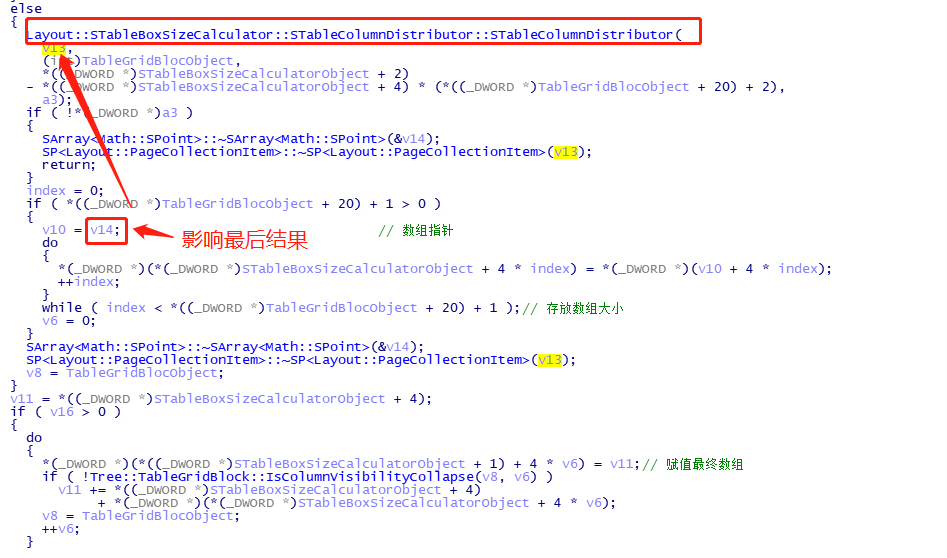 else
{
Layout::STableBoxSizeCalculator::STableColumnDistributor::STableColumnDistributor(
v13,
(int)TableGridBlocObject,
*((_DWORD *)STableBoxSizeCalculatorObject + 2)
- *((_DWORD *)STableBoxSizeCalculatorObject + 4) * (*((_DWORD *)TableGridBlocObject + 20) + 2),
a3);
if ( !*(_DWORD *)a3 )
{
SArray<Math::SPoint>::~SArray<Math::SPoint>(&v14);
SP<Layout::PageCollectionItem>::~SP<Layout::PageCollectionItem>(v13);
return;
}
index = 0;
if ( *((_DWORD *)TableGridBlocObject + 20) + 1 > 0 )
{
v10 = v14; // 数组指针
影响最后结果
do
{
*(_DWORD *)(*(_DWORD *)STableBoxSizeCalculatorObject + 4 * index) = *(_DWORD *)(v10 + 4 * index);
++index;
}
while ( index < *((_DWORD *)TableGridBlocObject + 20) + 1 );// 存放数组大小
v6 = 0;
}
SArray<Math::SPoint>::~SArray<Math::SPoint>(&v14);
SP<Layout::PageCollectionItem>::~SP<Layout::PageCollectionItem>(v13);
v8 = TableGridBlocObject;
}
v11 = *((_DWORD *)STableBoxSizeCalculatorObject + 4);
if ( v16 > 0 )
{
do
{
*(_DWORD *)(*((_DWORD *)STableBoxSizeCalculatorObject + 1) + 4 * v6) = v11;// 赋值最终数组
if ( !Tree::TableGridBlock::IsColumnVisibilityCollapse(v8, v6) )
v11 += *((_DWORD *)STableBoxSizeCalculatorObject + 4)
+ *(_DWORD *)(*(_DWORD *)STableBoxSizeCalculatorObject + 4 * v6);
v8 = TableGridBlocObject;
++v6;
}